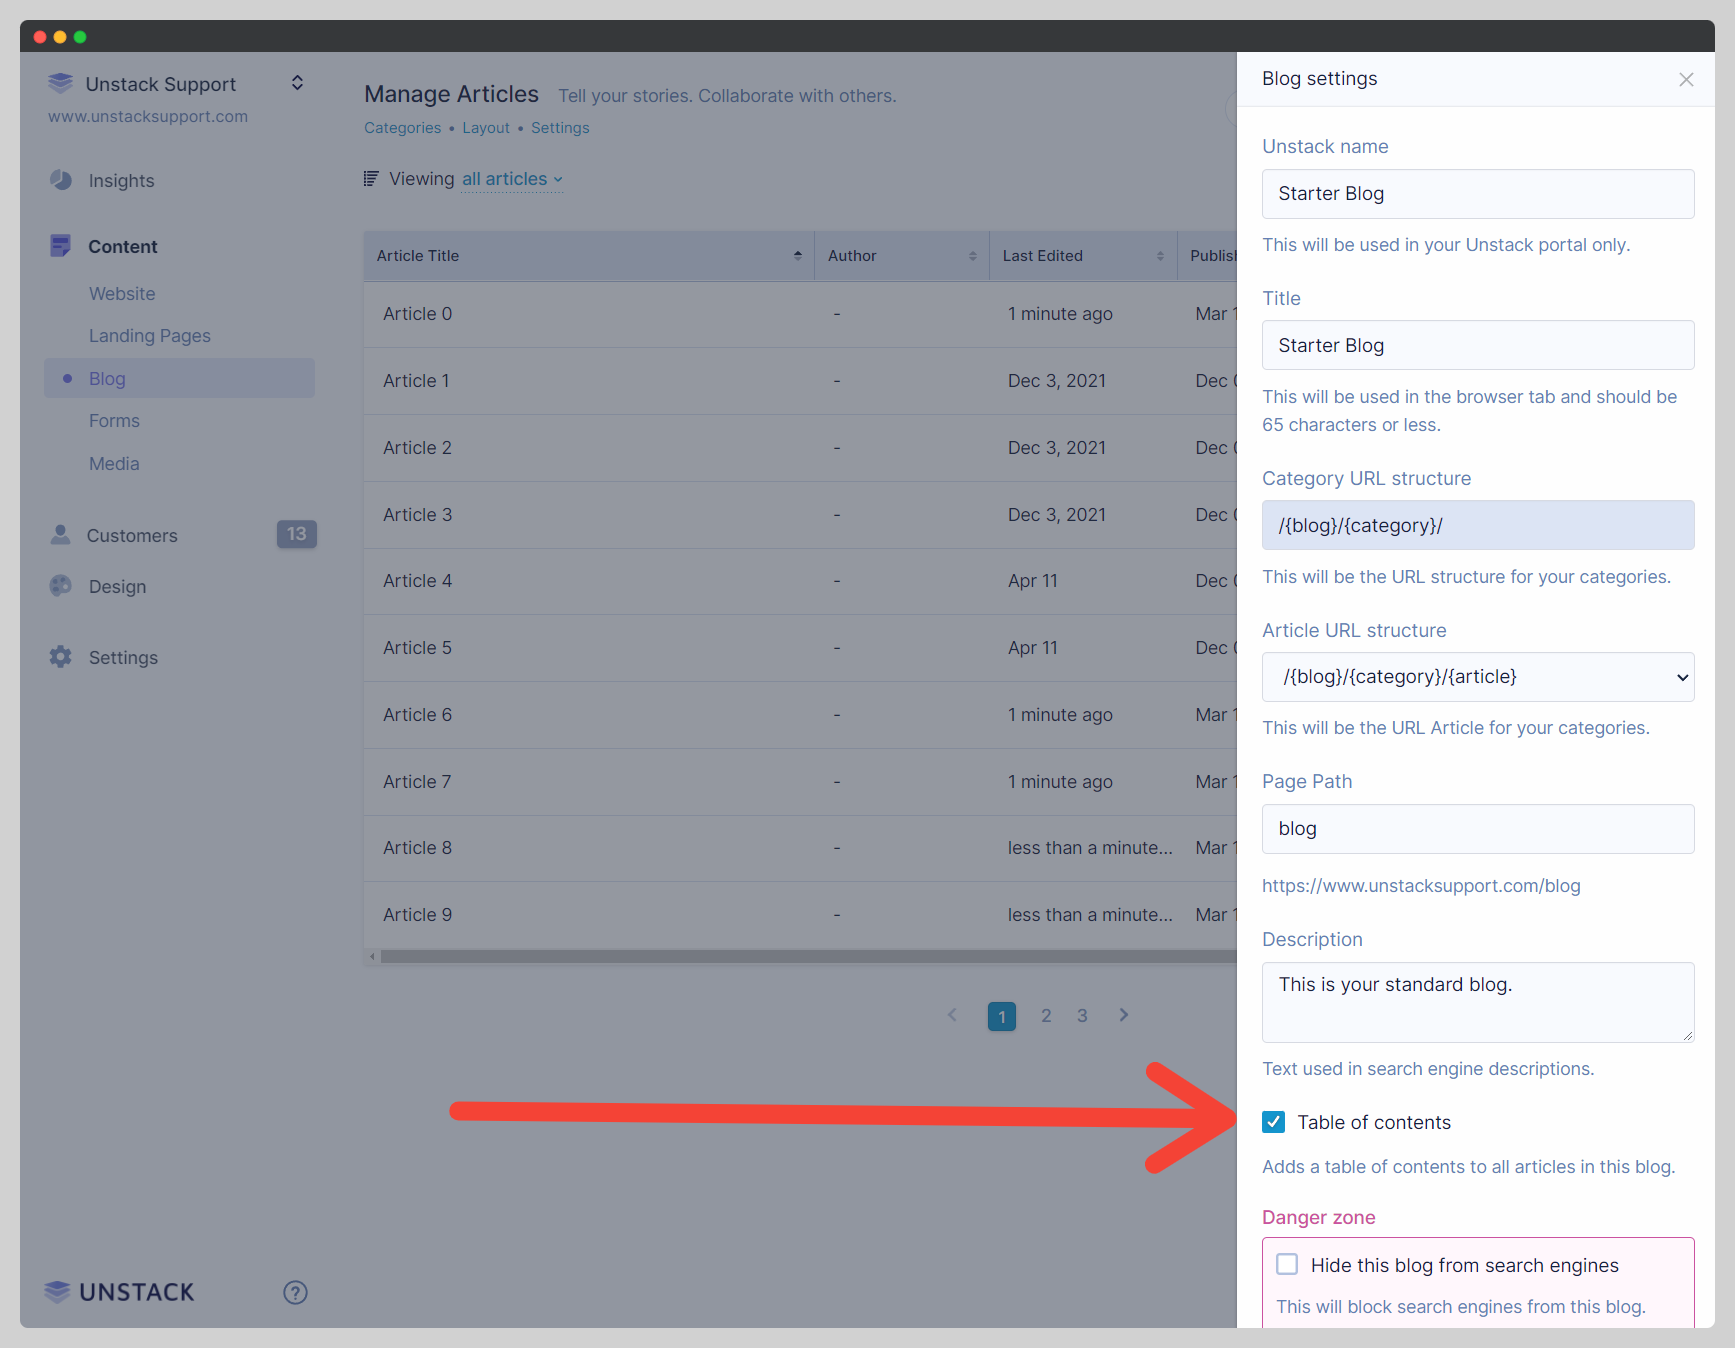 Unstack Support
www.unstacksupport.com
Insights
Content
Website
Landing Pages
Blog
Forms
Media
Customers 13
Design
Settings
UNSTACK ?
Manage Articles Tell your stories. Collaborate with others.
Categories • Layout • Settings
Viewing all articles
Article Title Author Last Edited Publish
Article 0 - 1 minute ago Mar 1
Article 1 - Dec 3, 2021 Dec
Article 2 - Dec 3, 2021 Dec
Article 3 - Dec 3, 2021 Dec
Article 4 - Apr 11 Dec
Article 5 - Apr 11 Dec
Article 6 - 1 minute ago Mar 1
Article 7 - 1 minute ago Mar 1
Article 8 - less than a minute... Mar 1
Article 9 - less than a minute... Mar 1
1 2 3
Blog settings
Unstack name
Starter Blog
This will be used in your Unstack portal only.
Title
Starter Blog
This will be used in the browser tab and should be
65 characters or less.
Category URL structure
/{blog}/{category}/
This will be the URL structure for your categories.
Article URL structure
/{blog}/{category}/{article}
This will be the URL Article for your categories.
Page Path
blog
https://www.unstacksupport.com/blog
Description
This is your standard blog.
Text used in search engine descriptions.
Table of contents
Adds a table of contents to all articles in this blog.
Danger zone
Hide this blog from search engines
This will block search engines from this blog.